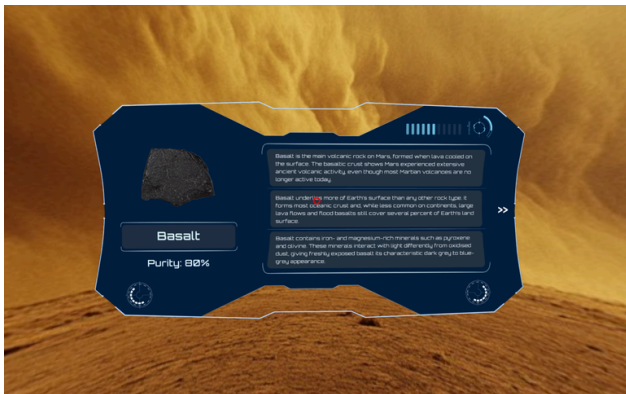 Basalt is the main volcanic rock on Mars, formed when lava cooled on
the surface. The basaltic crust shows Mars experienced extensive
ancient volcanic activity, even though most Martian volcanoes are no
longer active today.
Basalt underlies more of Earth's surface than any other rock type. It
forms most oceanic crust and, while less common on continents, large
lava flows and flood basalts still cover several percent of Earth's land
surface.
Basalt contains iron- and magnesium-rich minerals such as pyroxene
and olivine. These minerals interact with light differently from oxidised
dust, giving freshly exposed basalt its characteristic dark grey to blue-
grey appearance.
Basalt
Purity: 80%
>>